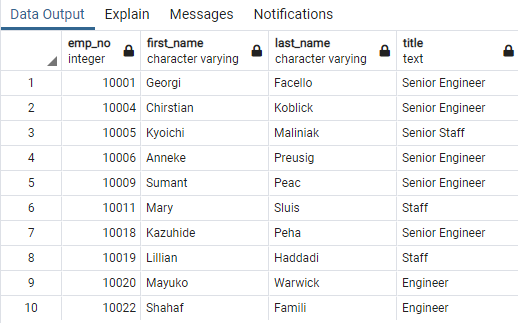 Data Output Explain Messages Notifications
emp_no first_name last_name title
integer character varying character varying text
1 10001 Georgi Facello Senior Engineer
2 10004 Chirstian Koblick Senior Engineer
3 10005 Kyoichi Maliniak Senior Staff
4 10006 Anneke Preusig Senior Engineer
5 10009 Sumant Peac Senior Engineer
6 10011 Mary Sluis Staff
7 10018 Kazuhide Peha Senior Engineer
8 10019 Lillian Haddadi Staff
9 10020 Mayuko Warwick Engineer
10 10022 Shahaf Famili Engineer